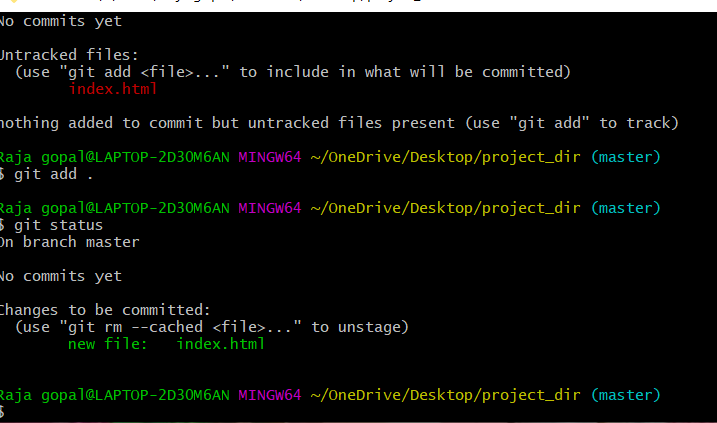 No commits yet
Untracked files:
(use "git add <file>..." to include in what will be committed)
index.html
nothing added to commit but untracked files present (use "git add" to track)
Raja gopal@LAPTOP-2D3OM6AN MINGW64 ~/OneDrive/Desktop/project_dir (master)
$ git add .
Raja gopal@LAPTOP-2D3OM6AN MINGW64 ~/OneDrive/Desktop/project_dir (master)
$ git status
On branch master
No commits yet
Changes to be committed:
(use "git rm --cached <file>..." to unstage)
new file:   index.html
Raja gopal@LAPTOP-2D3OM6AN MINGW64 ~/OneDrive/Desktop/project_dir (master)
$